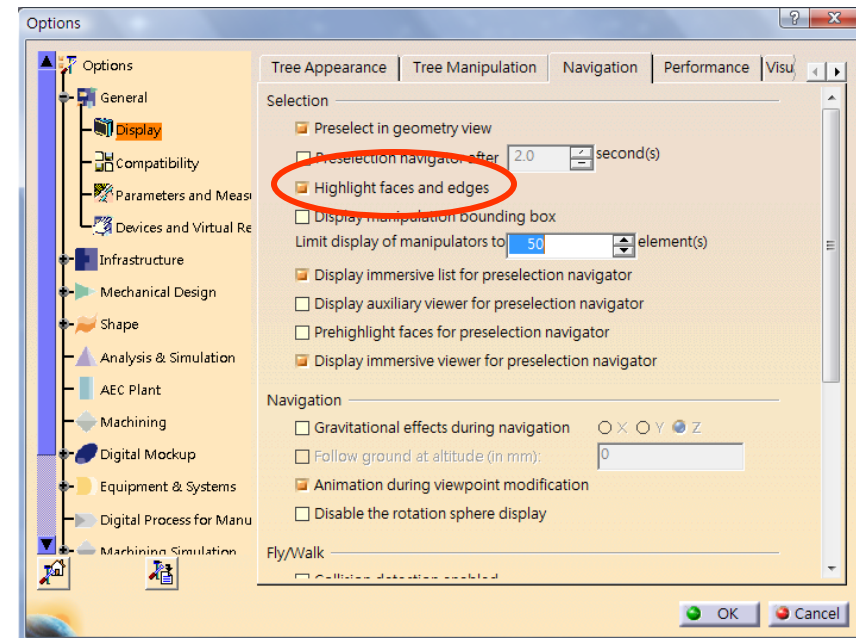 Options
Options
General
Display
Compatibility
Parameters and Measu
Devices and Virtual Re
Infrastructure
Mechanical Design
Shape
Analysis & Simulation
AEC Plant
Machining
Digital Mockup
Equipment & Systems
Digital Process for Manu
Machining Simulation
Tree Appearance Tree Manipulation Navigation Performance Visu
Selection
Preselect in geometry view
Preselection navigator after 2.0 second(s)
Highlight faces and edges
Display manipulation bounding box
Limit display of manipulators to 50 element(s)
Display immersive list for preselection navigator
Display auxiliary viewer for preselection navigator
Prehighlight faces for preselection navigator
Display immersive viewer for preselection navigator
Navigation
Gravitational effects during navigation X Y Z
Follow ground at altitude (in mm): 0
Animation during viewpoint modification
Disable the rotation sphere display
Fly/Walk
Collision detection enabled
OK Cancel